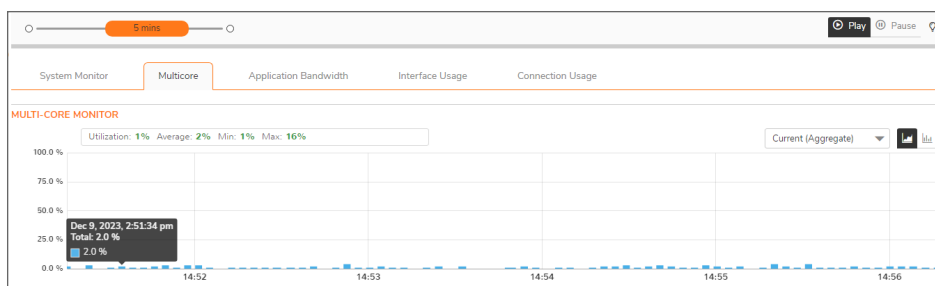 5 mins
Play Pause
System Monitor Multicore Application Bandwidth Interface Usage Connection Usage
MULTI-CORE MONITOR
Utilization: 1% Average: 2% Min: 1% Max: 16%
Current (Aggregate)
100.0 %
75.0 %
50.0 %
Dec 9, 2023, 2:51:34 pm
25.0 % Total: 2.0 %
2.0 %
0.0 %
14:52 14:53 14:54 14:55 14:56